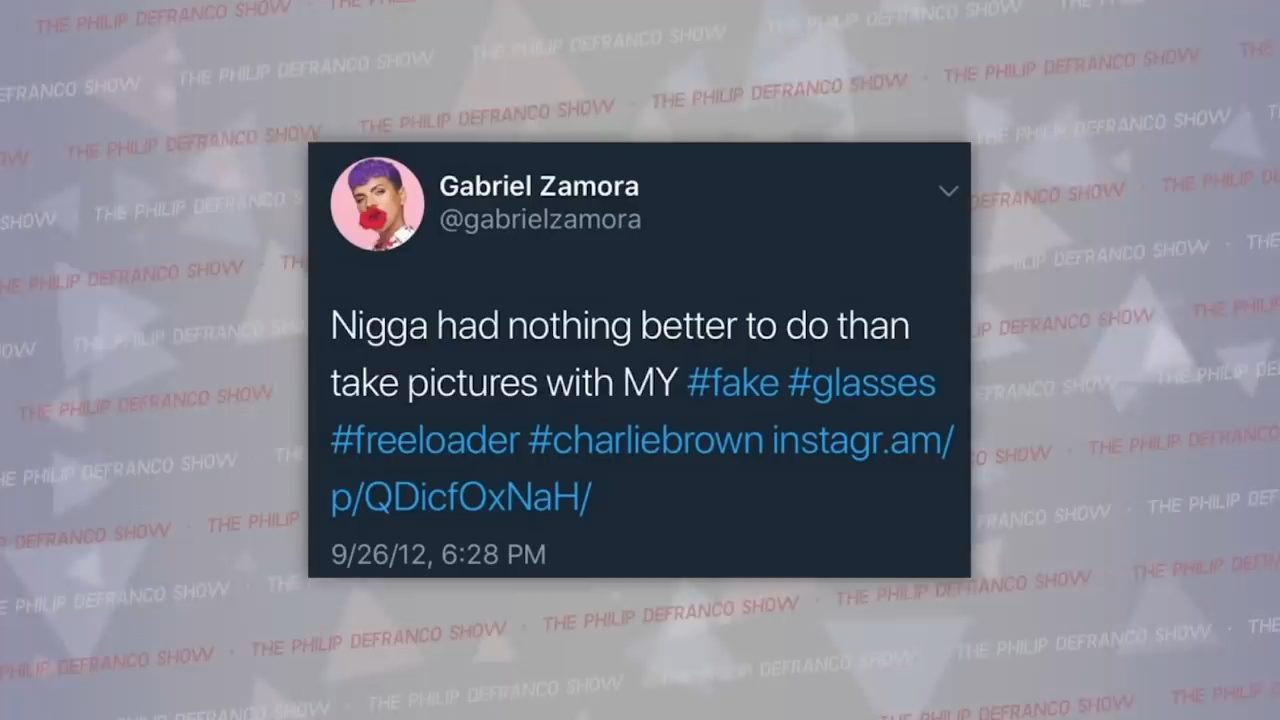 THE PHILIP DEFRANCO SHOW
Gabriel Zamora
@gabrielzamora
Nigga had nothing better to do than
take pictures with MY #fake #glasses
#freeloader #charliebrown instagr.am/
p/QDicfOxNaH/
9/26/12, 6:28 PM